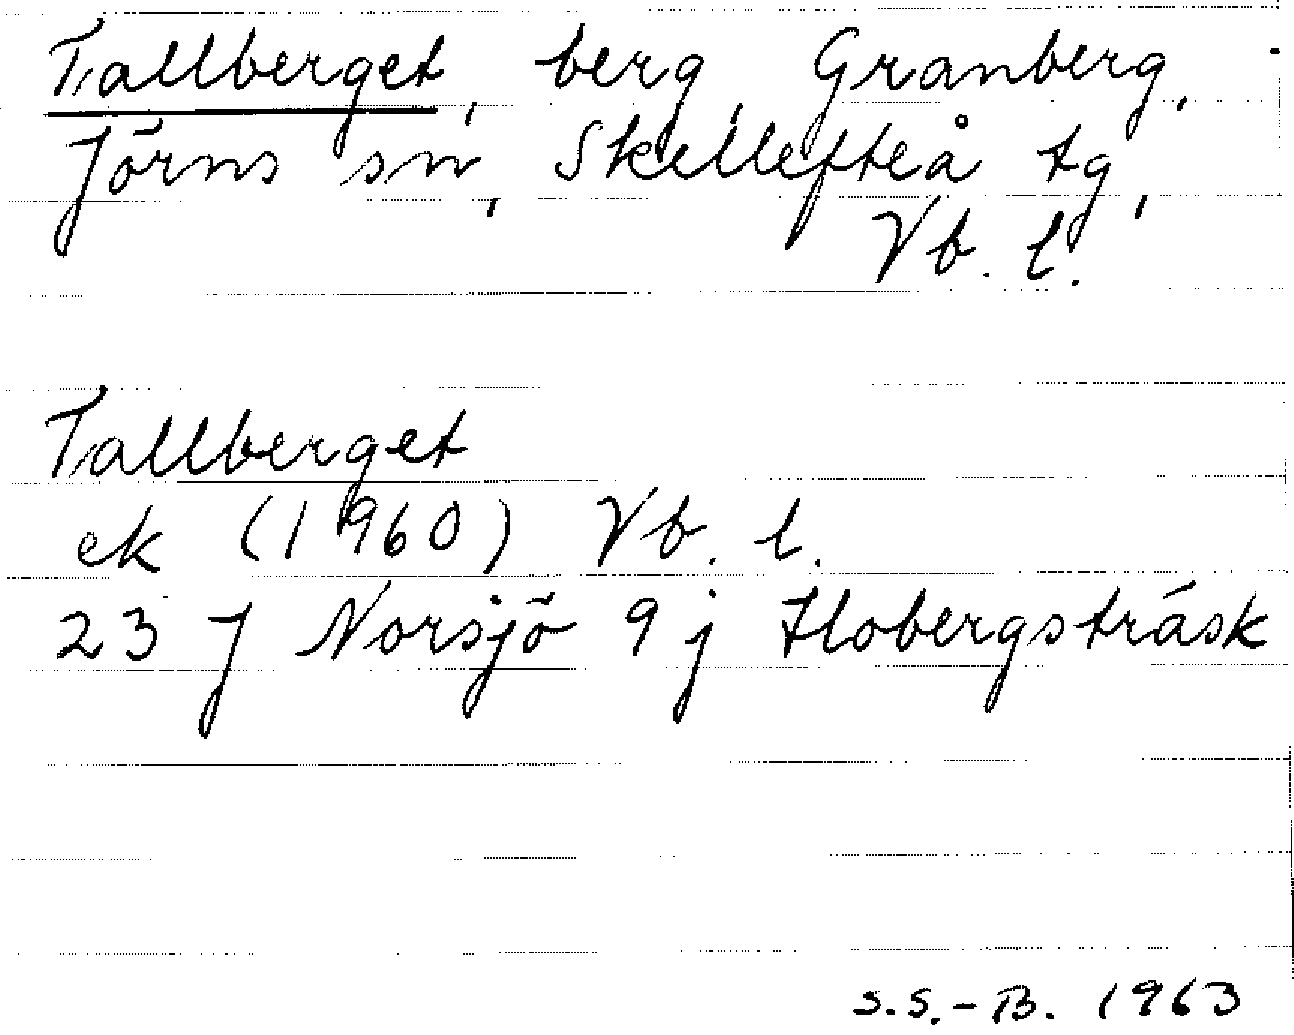 Tallberget, berg, Granberg,
Jörns sn, Skellefteå tg,
Vb. l.
Tallberget
ek (1960) Vb. l.
23 J Norsjö 9 j Flobergsträsk
S.S.-B. 1963